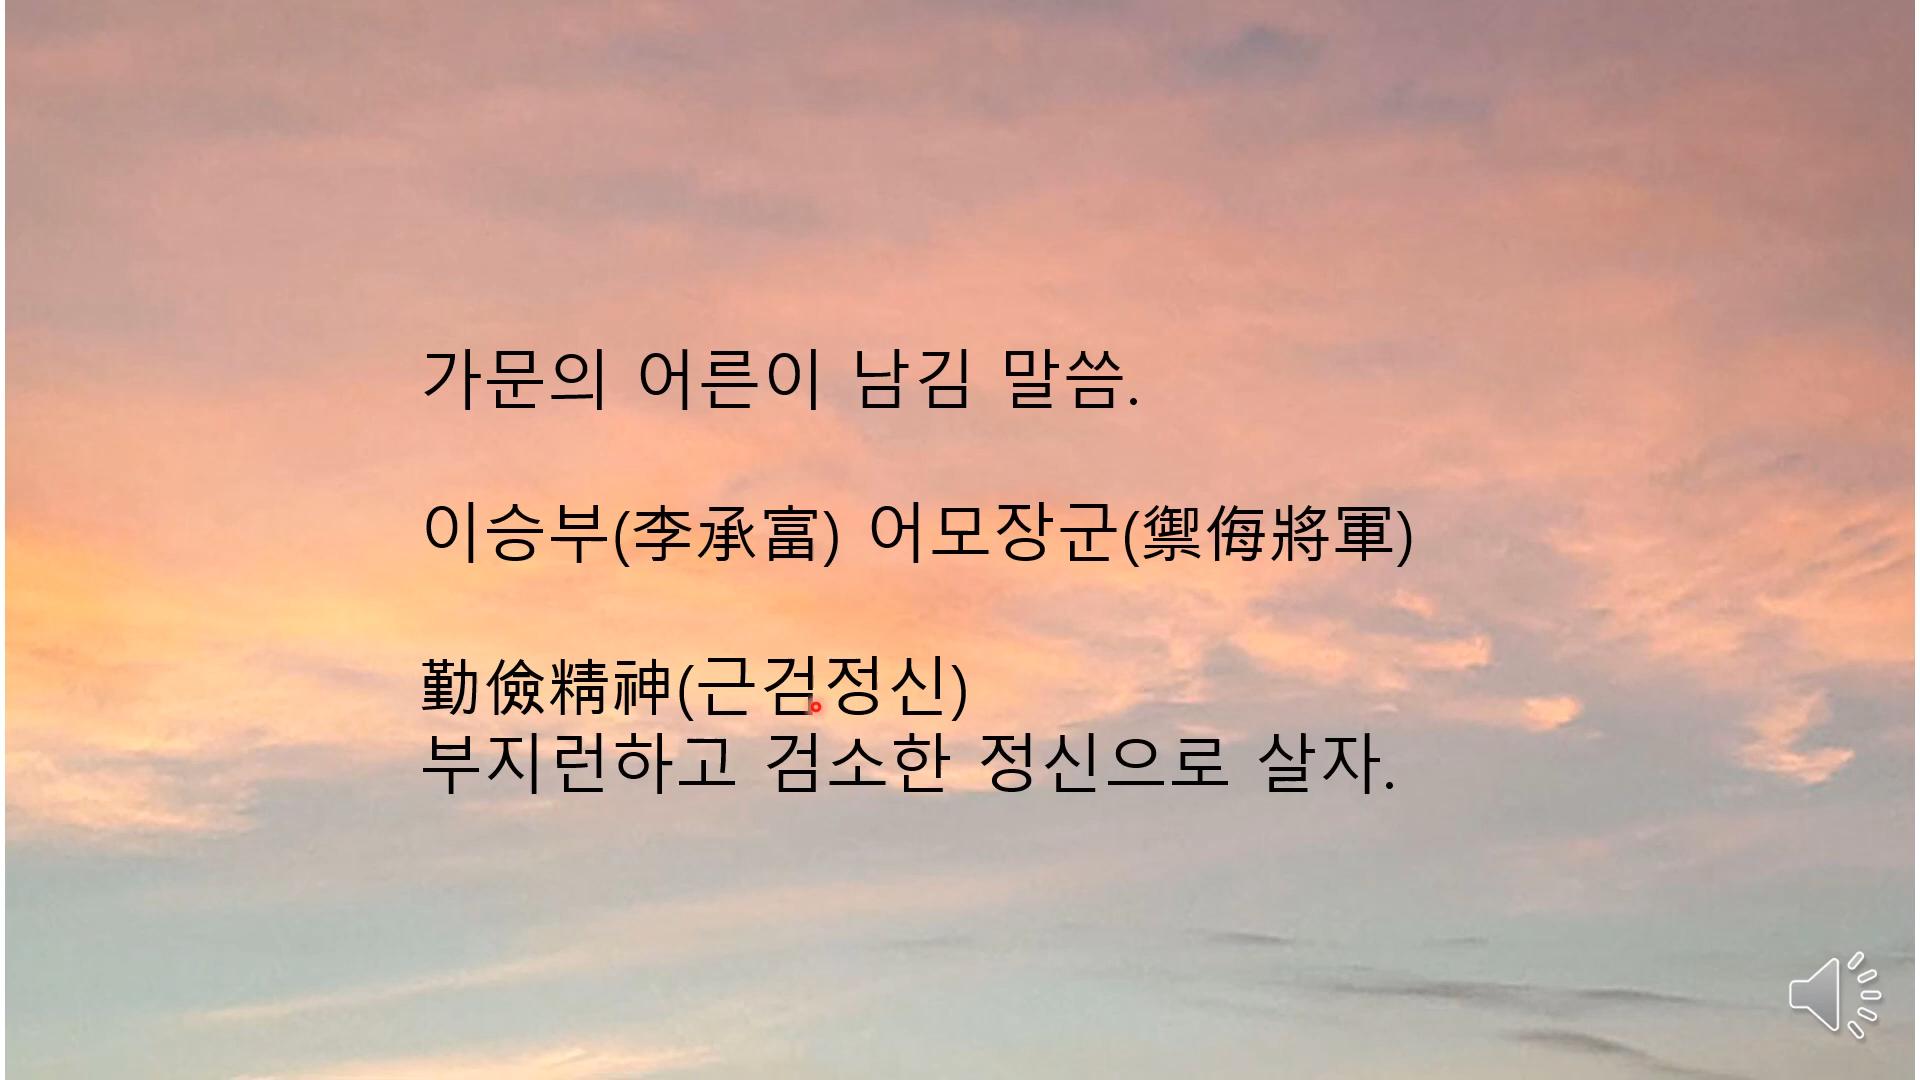 가문의 어른이 남김 말씀.
이승부(李承富) 어모장군(禦侮將軍)
勤儉精神(근검정신)
부지런하고 검소한 정신으로 살자.